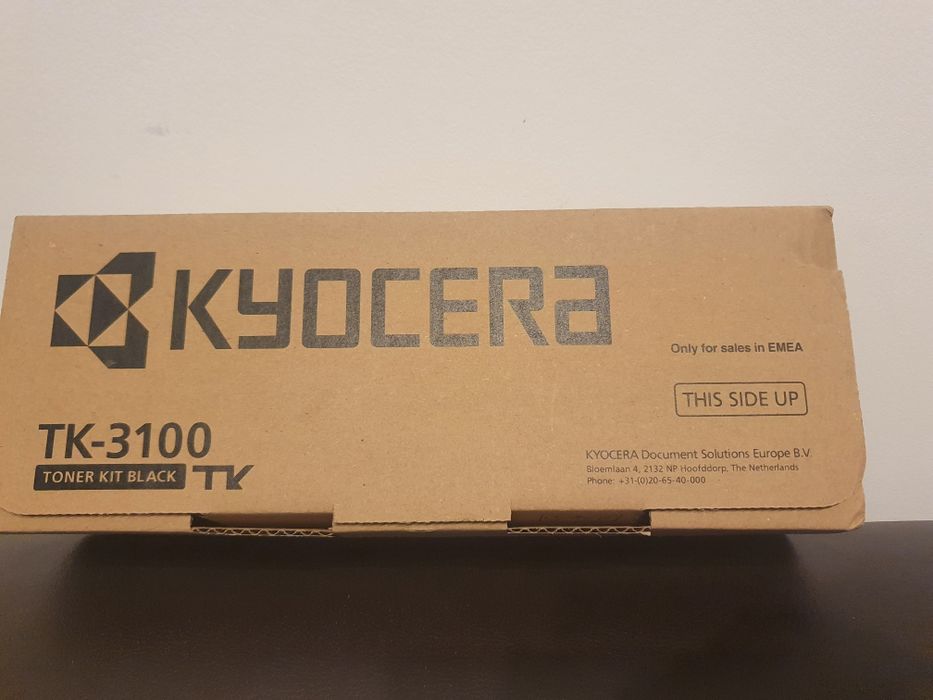 KYOCERA
Only for sales in EMEA
THIS SIDE UP
TK-3100
TONER KIT BLACK TK
KYOCERA Document Solutions Europe B.V.
Bloemlaan 4, 2132 NP Hoofddorp, The Netherlands
Phone: +31-(0)20-65-40-000